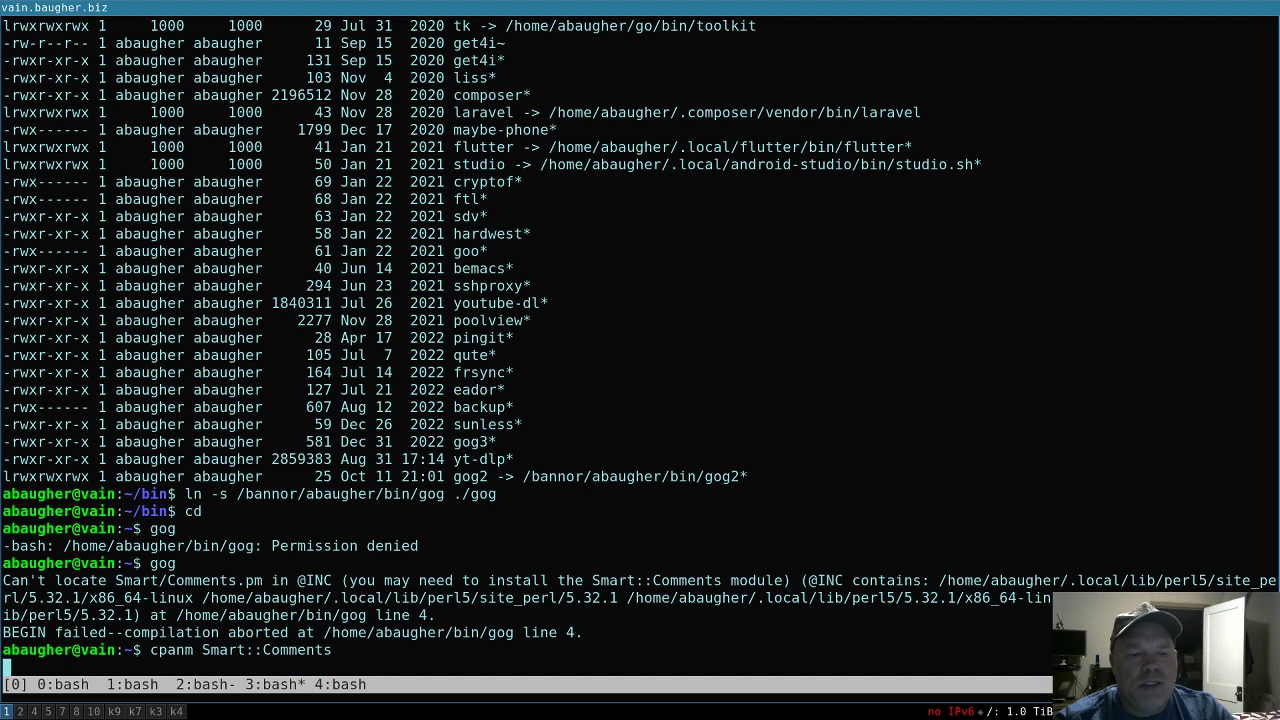 vain.baugher.biz
lrwxrwxrwx 1     1000     1000      29 Jul 31  2020 tk -> /home/abaugher/go/bin/toolkit
-rw-r--r-- 1 abaugher abaugher      11 Sep 15  2020 get4i~
-rwxr-xr-x 1 abaugher abaugher     131 Sep 15  2020 get4i*
-rwxr-xr-x 1 abaugher abaugher     103 Nov  4  2020 liss*
-rwxr-xr-x 1 abaugher abaugher 2196512 Nov 28  2020 composer*
lrwxrwxrwx 1     1000     1000      43 Nov 28  2020 laravel -> /home/abaugher/.composer/vendor/bin/laravel
-rwx------ 1 abaugher abaugher    1799 Dec 17  2020 maybe-phone*
lrwxrwxrwx 1     1000     1000      41 Jan 21  2021 flutter -> /home/abaugher/.local/flutter/bin/flutter*
lrwxrwxrwx 1     1000     1000      50 Jan 21  2021 studio -> /home/abaugher/.local/android-studio/bin/studio.sh*
-rwx------ 1 abaugher abaugher      69 Jan 22  2021 cryptof*
-rwx------ 1 abaugher abaugher      68 Jan 22  2021 ftl*
-rwxr-xr-x 1 abaugher abaugher      63 Jan 22  2021 sdv*
-rwxr-xr-x 1 abaugher abaugher      58 Jan 22  2021 hardwest*
-rwx------ 1 abaugher abaugher      61 Jan 22  2021 goo*
-rwxr-xr-x 1 abaugher abaugher      40 Jun 14  2021 bemacs*
-rwxr-xr-x 1 abaugher abaugher     294 Jun 23  2021 sshproxy*
-rwxr-xr-x 1 abaugher abaugher 1840311 Jul 26  2021 youtube-dl*
-rwxr-xr-x 1 abaugher abaugher    2277 Nov 28  2021 poolview*
-rwxr-xr-x 1 abaugher abaugher      28 Apr 17  2022 pingit*
-rwxr-xr-x 1 abaugher abaugher     105 Jul  7  2022 qute*
-rwxr-xr-x 1 abaugher abaugher     164 Jul 14  2022 frsync*
-rwxr-xr-x 1 abaugher abaugher     127 Jul 21  2022 eador*
-rwx------ 1 abaugher abaugher     607 Aug 12  2022 backup*
-rwxr-xr-x 1 abaugher abaugher      59 Dec 26  2022 sunless*
-rwxr-xr-x 1 abaugher abaugher     581 Dec 31  2022 gog3*
-rwxr-xr-x 1 abaugher abaugher 2859383 Aug 31 17:14 yt-dlp*
lrwxrwxrwx 1 abaugher abaugher      25 Oct 11 21:01 gog2 -> /bannor/abaugher/bin/gog2*
abaugher@vain:~/bin$ ln -s /bannor/abaugher/bin/gog ./gog
abaugher@vain:~/bin$ cd
abaugher@vain:~$ gog
-bash: /home/abaugher/bin/gog: Permission denied
abaugher@vain:~$ gog
Can't locate Smart/Comments.pm in @INC (you may need to install the Smart::Comments module) (@INC contains: /home/abaugher/.local/lib/perl5/site_pe
rl/5.32.1/x86_64-linux /home/abaugher/.local/lib/perl5/site_perl/5.32.1 /home/abaugher/.local/lib/perl5/5.32.1/x86_64-lin
ib/perl5/5.32.1) at /home/abaugher/bin/gog line 4.
BEGIN failed--compilation aborted at /home/abaugher/bin/gog line 4.
abaugher@vain:~$ cpanm Smart::Comments
[0] 0:bash  1:bash  2:bash- 3:bash* 4:bash
1 2 4 5 7 8 10 k9 k7 k3 k4 no IPv6 /: 1.0 TiB